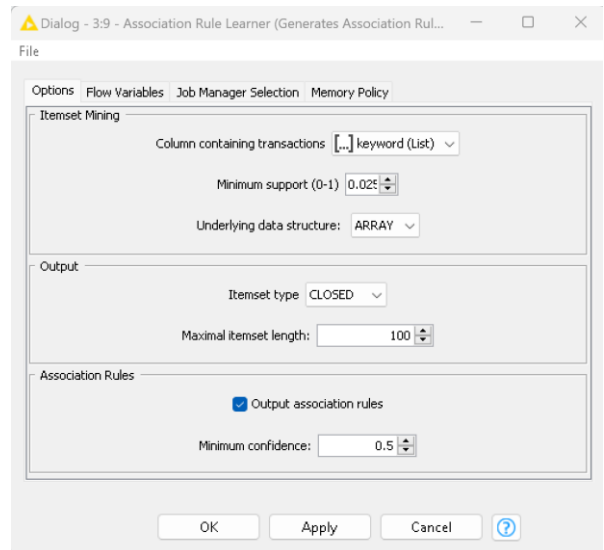 Dialog - 3:9 - Association Rule Learner (Generates Association Rul...
File
Options Flow Variables Job Manager Selection Memory Policy
Itemset Mining
Column containing transactions [...] keyword (List)
Minimum support (0-1) 0.025
Underlying data structure: ARRAY
Output
Itemset type CLOSED
Maximal itemset length: 100
Association Rules
Output association rules
Minimum confidence: 0.5
OK Apply Cancel ?